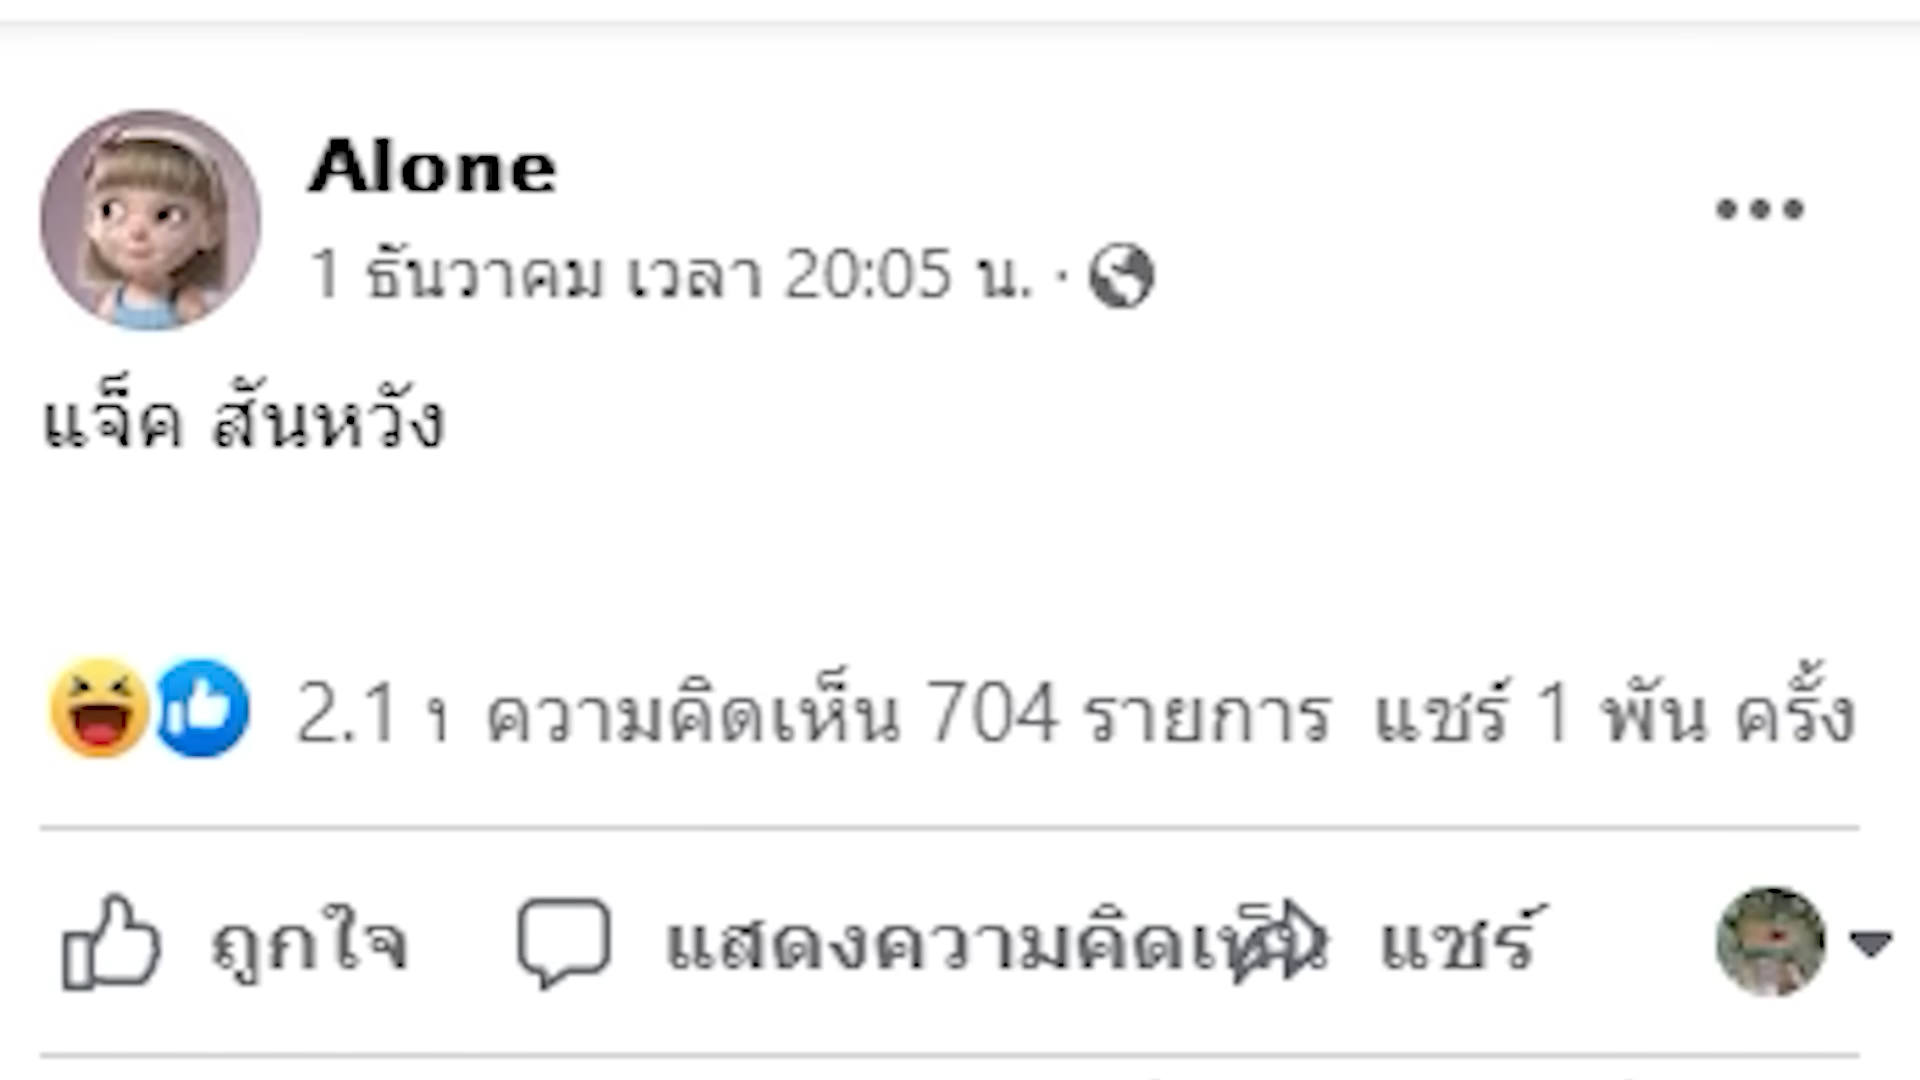 Alone
1 ธันวาคม เวลา 20:05 น. ·
แจ็ค สันหวัง
2.1 ความคิดเห็น 704 รายการ แชร์ 1 พัน ครั้ง
ถูกใจ แสดงความคิดเห็น แชร์